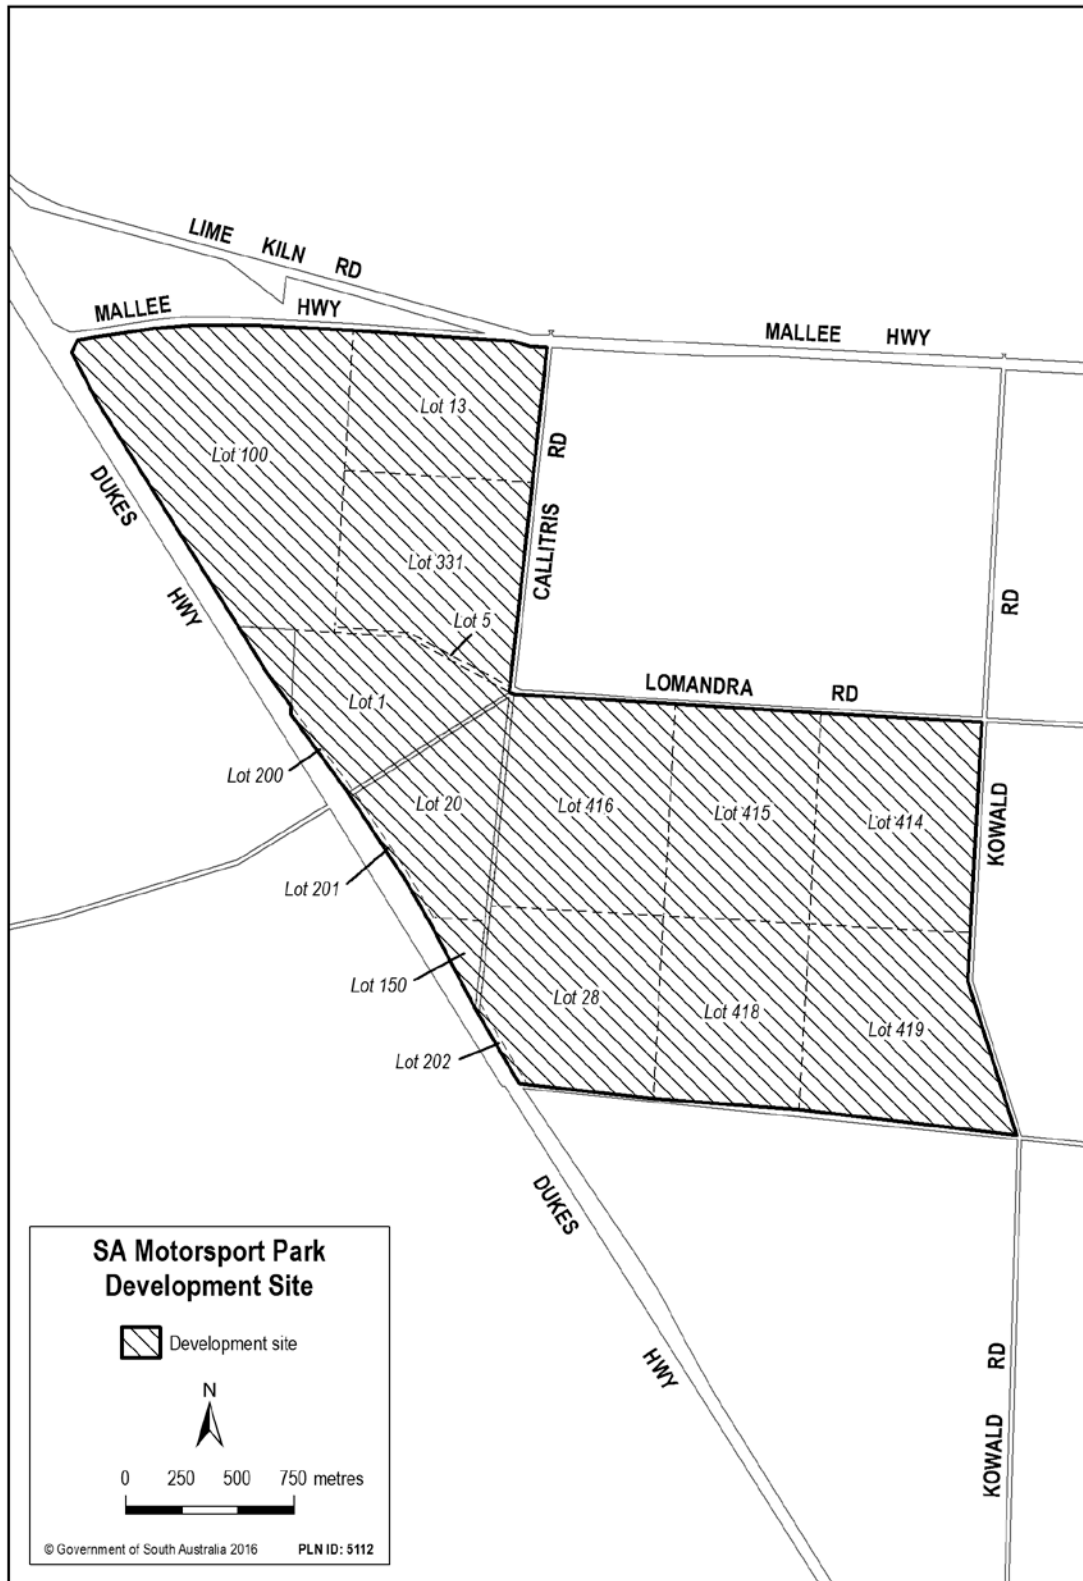 LIME KILN RD
MALLEE HWY
MALLEE HWY
Lot 13
Lot 100
RD
CALLITRIS
DUKES
HWY
Lot 331
RD
Lot 5
LOMANDRA RD
Lot 1
Lot 200
Lot 20
Lot 416
Lot 415
Lot 414
KOWALD
Lot 201
Lot 150
Lot 28
Lot 418
Lot 419
Lot 202
DUKES
HWY
RD
KOWALD
SA Motorsport Park
Development Site
Development site
N
0 250 500 750 metres
© Government of South Australia 2016 PLN ID: 5112